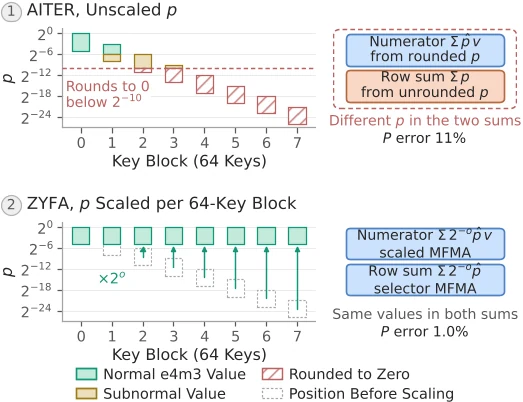 1 AITER, Unscaled p
2⁰
2⁻⁶
2⁻¹²
2⁻¹⁸
2⁻²⁴
p
Rounds to 0
below 2⁻¹⁰
0 1 2 3 4 5 6 7
Key Block (64 Keys)
Numerator Σ p̂ v
from rounded p
Row sum Σ p
from unrounded p
Different p in the two sums
P error 11%
2 ZYFA, p Scaled per 64-Key Block
2⁰
2⁻⁶
2⁻¹²
2⁻¹⁸
2⁻²⁴
p
×2ᵒ
0 1 2 3 4 5 6 7
Key Block (64 Keys)
Numerator Σ 2⁻ᵒp̂ v
scaled MFMA
Row sum Σ 2⁻ᵒp̂
selector MFMA
Same values in both sums
P error 1.0%
Normal e4m3 Value
Rounded to Zero
Subnormal Value
Position Before Scaling